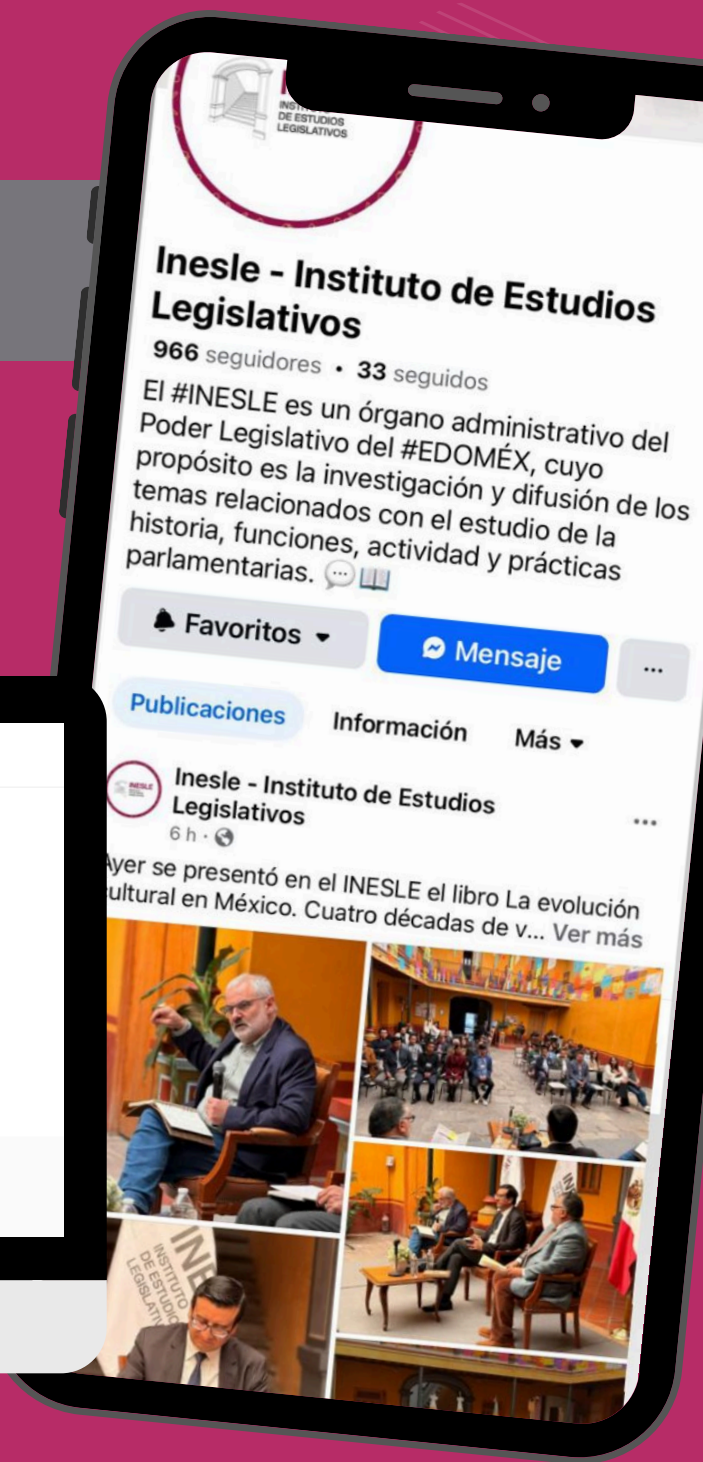 DE ESTUDIOS
LEGISLATIVOS
Inesle - Instituto de Estudios
Legislativos
966 seguidores • 33 seguidos
El #INESLE es un órgano administrativo del
Poder Legislativo del #EDOMÉX, cuyo
propósito es la investigación y difusión de los
temas relacionados con el estudio de la
historia, funciones, actividad y prácticas
parlamentarias. 💬📖
Favoritos
Mensaje
...
Publicaciones
Información
Más
INESLE
Inesle - Instituto de Estudios
Legislativos
...
6 h ·
Ayer se presentó en el INESLE el libro La evolución
cultural en México. Cuatro décadas de v... Ver más
INE
INSTITUTO
DE ESTUDIO
LEGISLATIV